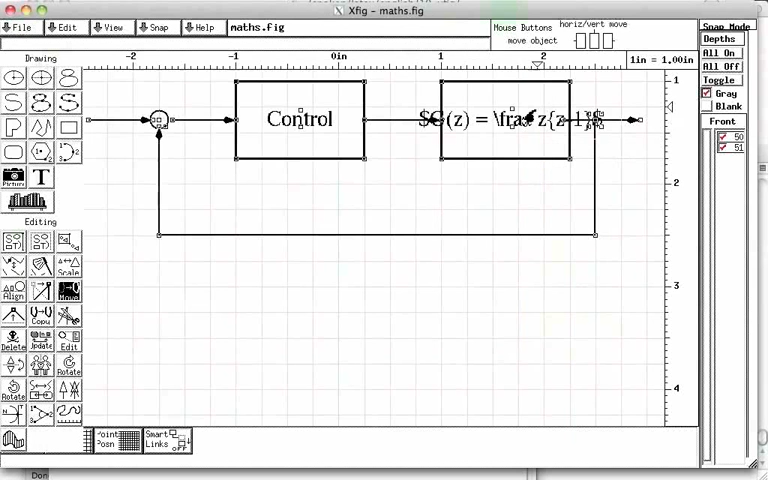 Xfig - maths.fig
File Edit View Snap Help maths.fig
Mouse Buttons
horiz/vert move
move object
Snap Mode
Drawing
-2 -1 0in 1 2
1in = 1.00in
Depths
All On
All Off
Toggle
Gray
Blank
Front
50
51
1
2
3
4
Control
Picture
T
Editing
Scale
Align
Move
Copy
Delete
Update
Edit
Rotate
Rotate
Point
Posn
Smart
Links
OFF
Don